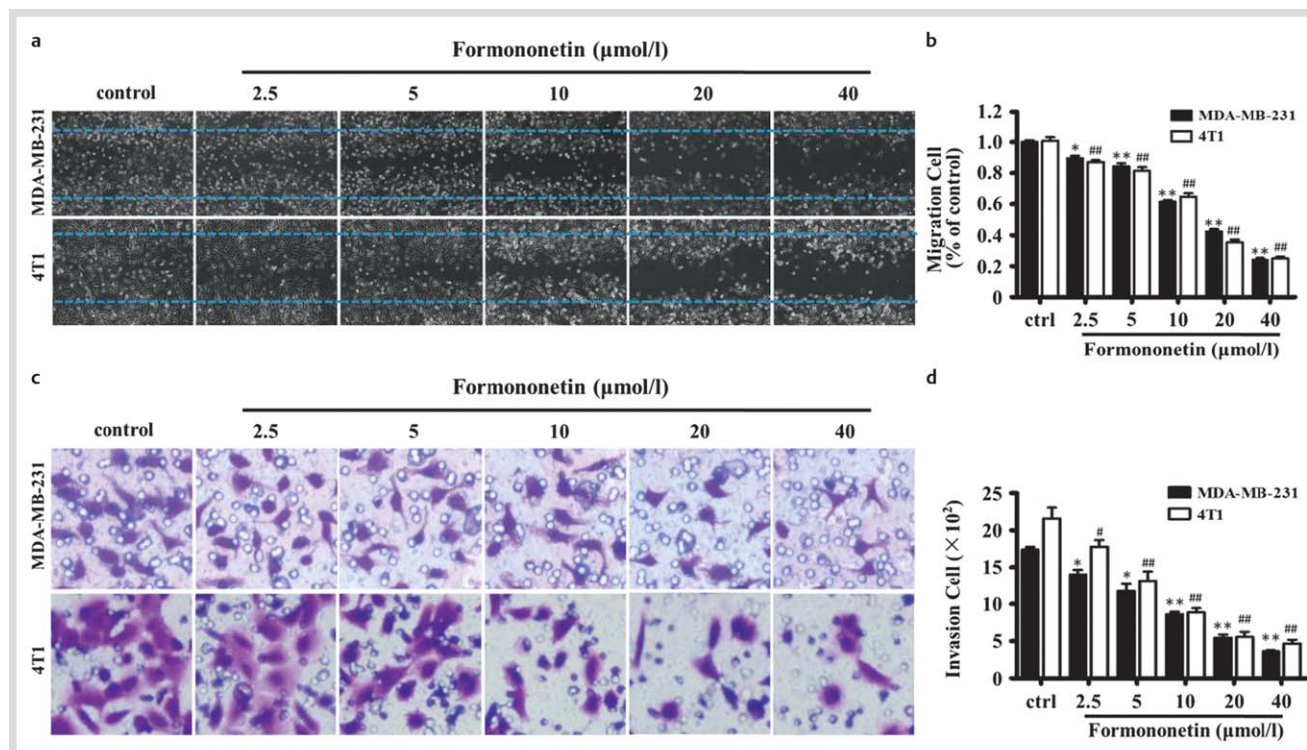 a
Formononetin (µmol/l)
control 2.5 5 10 20 40
MDA-MB-231
4T1
b
MDA-MB-231
4T1
Migration Cell
(% of control)
1.2
1.0
0.8
0.6
0.4
0.2
0
* ## ** ## ** ## ** ## ** ##
ctrl 2.5 5 10 20 40
Formononetin (µmol/l)
c
Formononetin (µmol/l)
control 2.5 5 10 20 40
MDA-MB-231
4T1
d
MDA-MB-231
4T1
Invasion Cell (×10²)
25
20
15
10
5
0
* # * ## ** ## ** ## ** ##
ctrl 2.5 5 10 20 40
Formononetin (µmol/l)